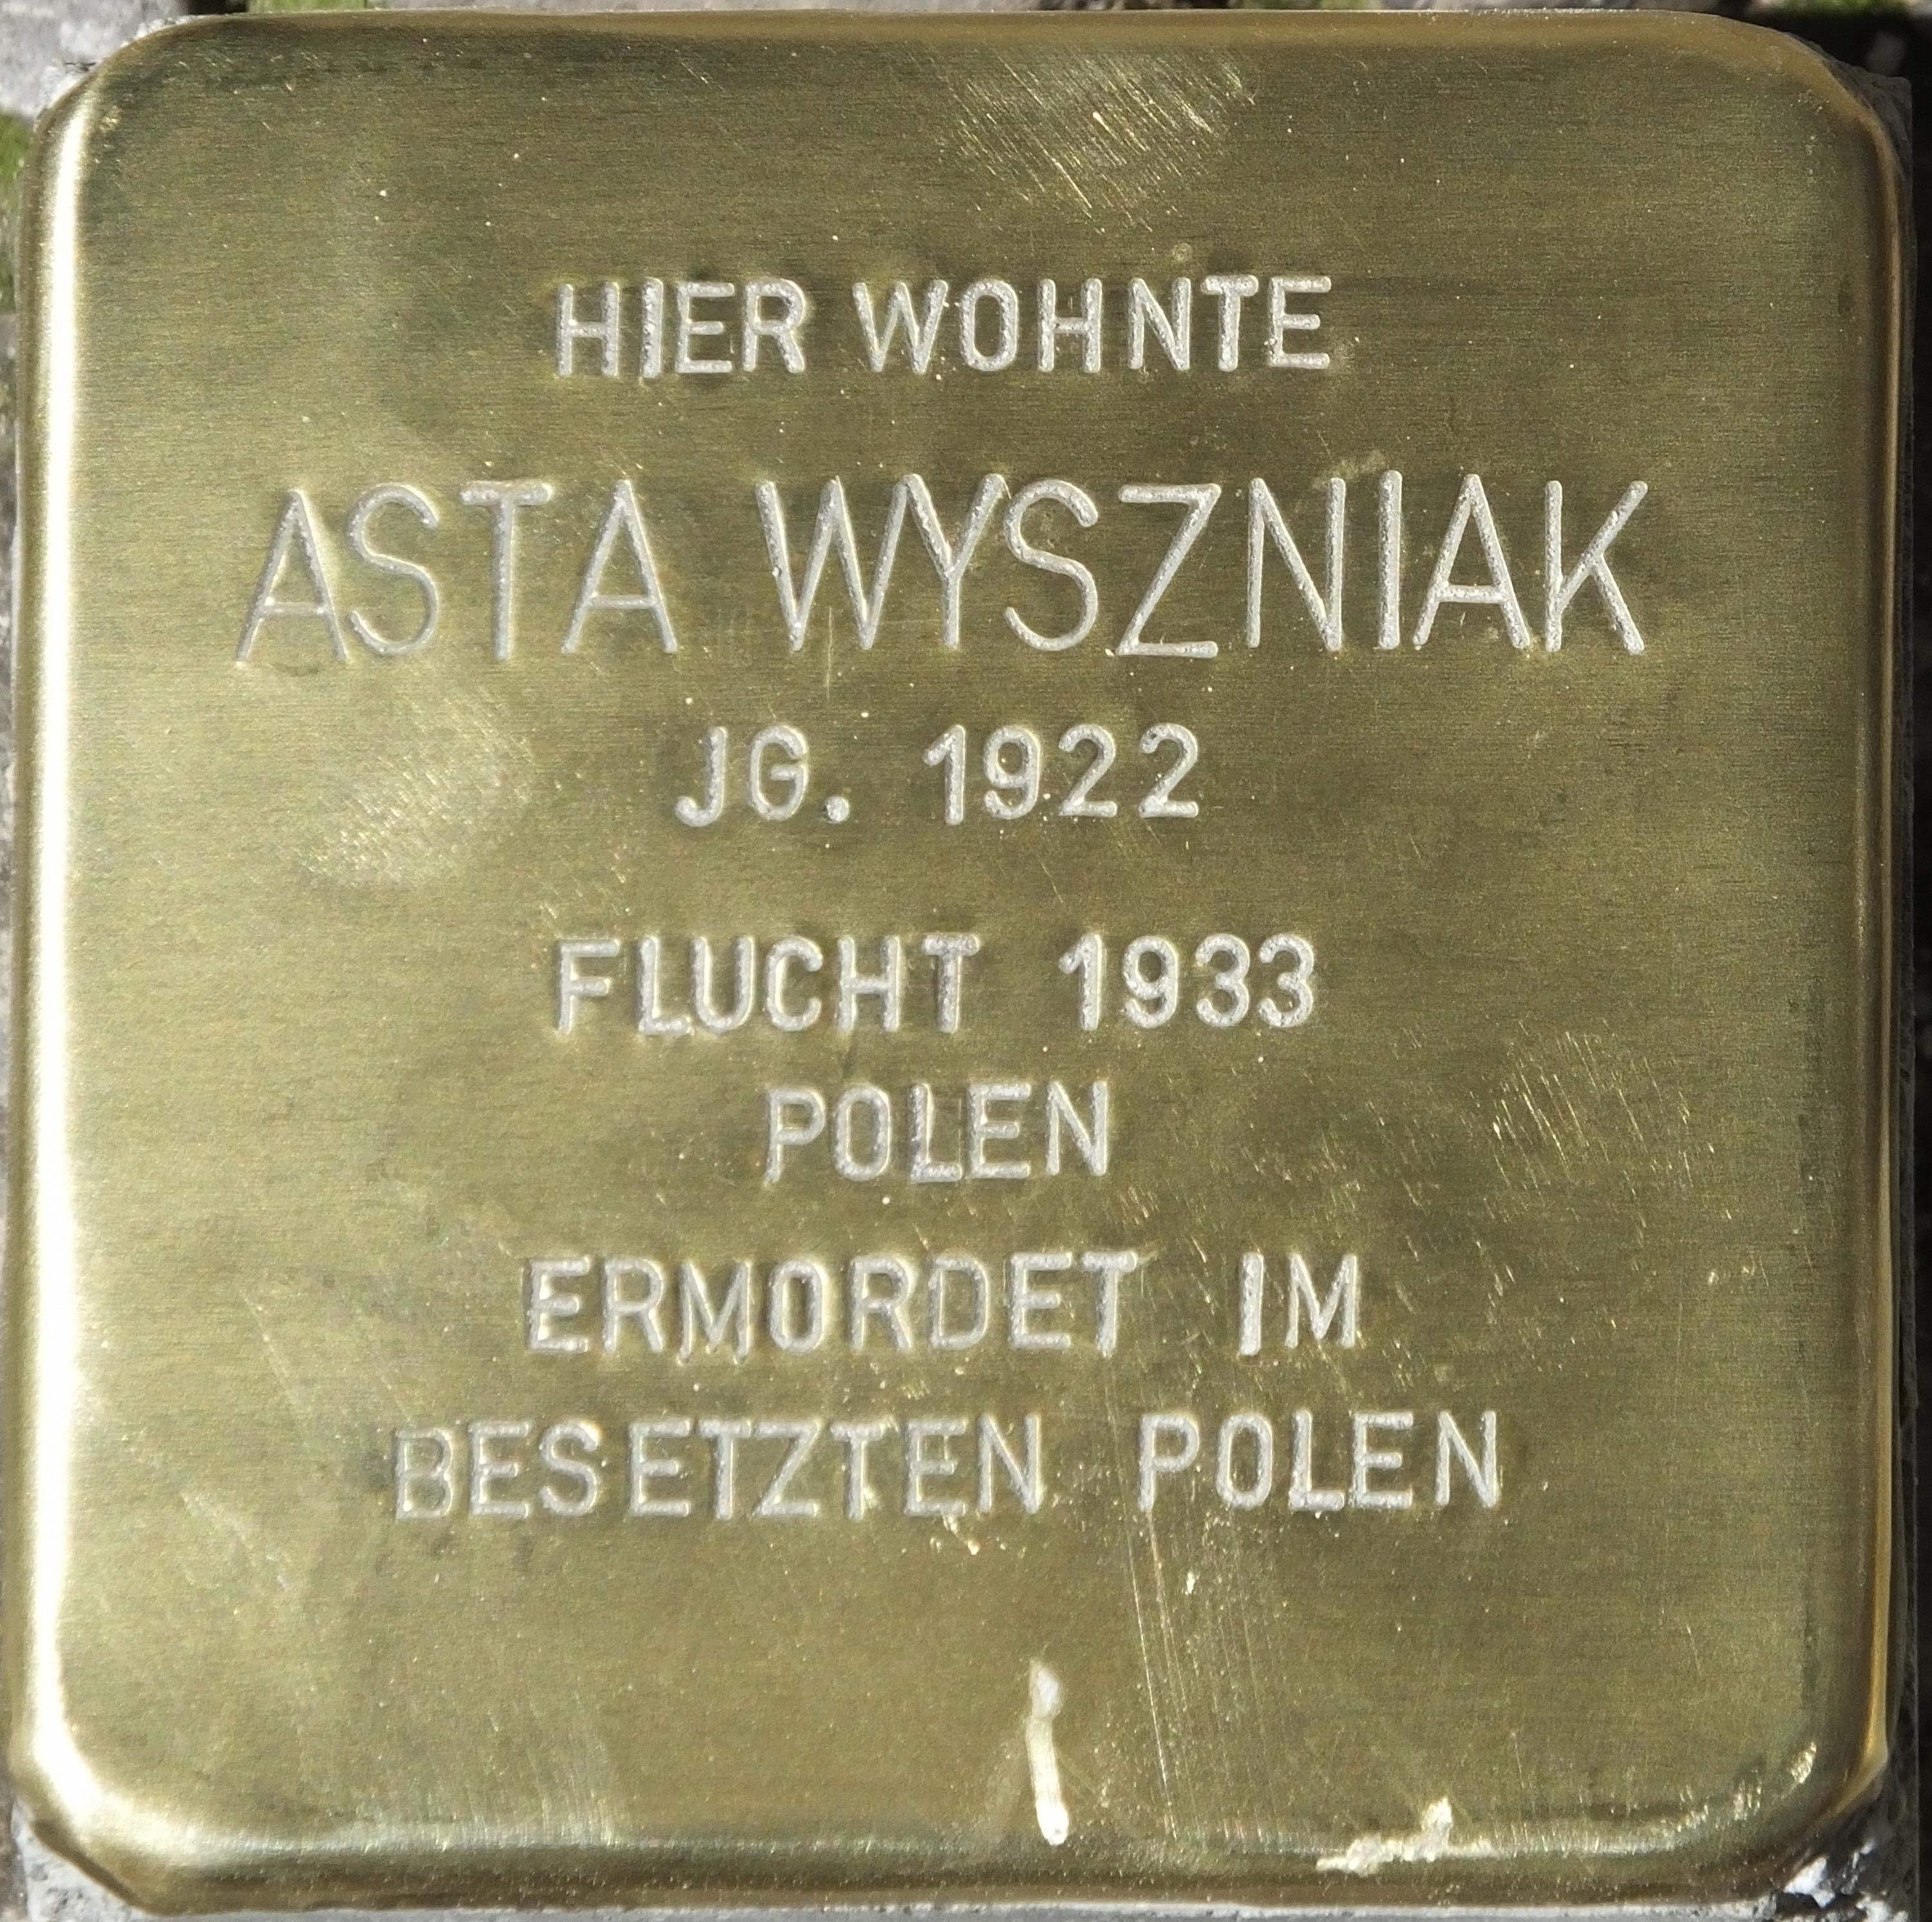 HIER WOHNTE
ASTA WYSZNIAK
JG. 1922
FLUCHT 1933
POLEN
ERMORDET IM
BESETZTEN POLEN